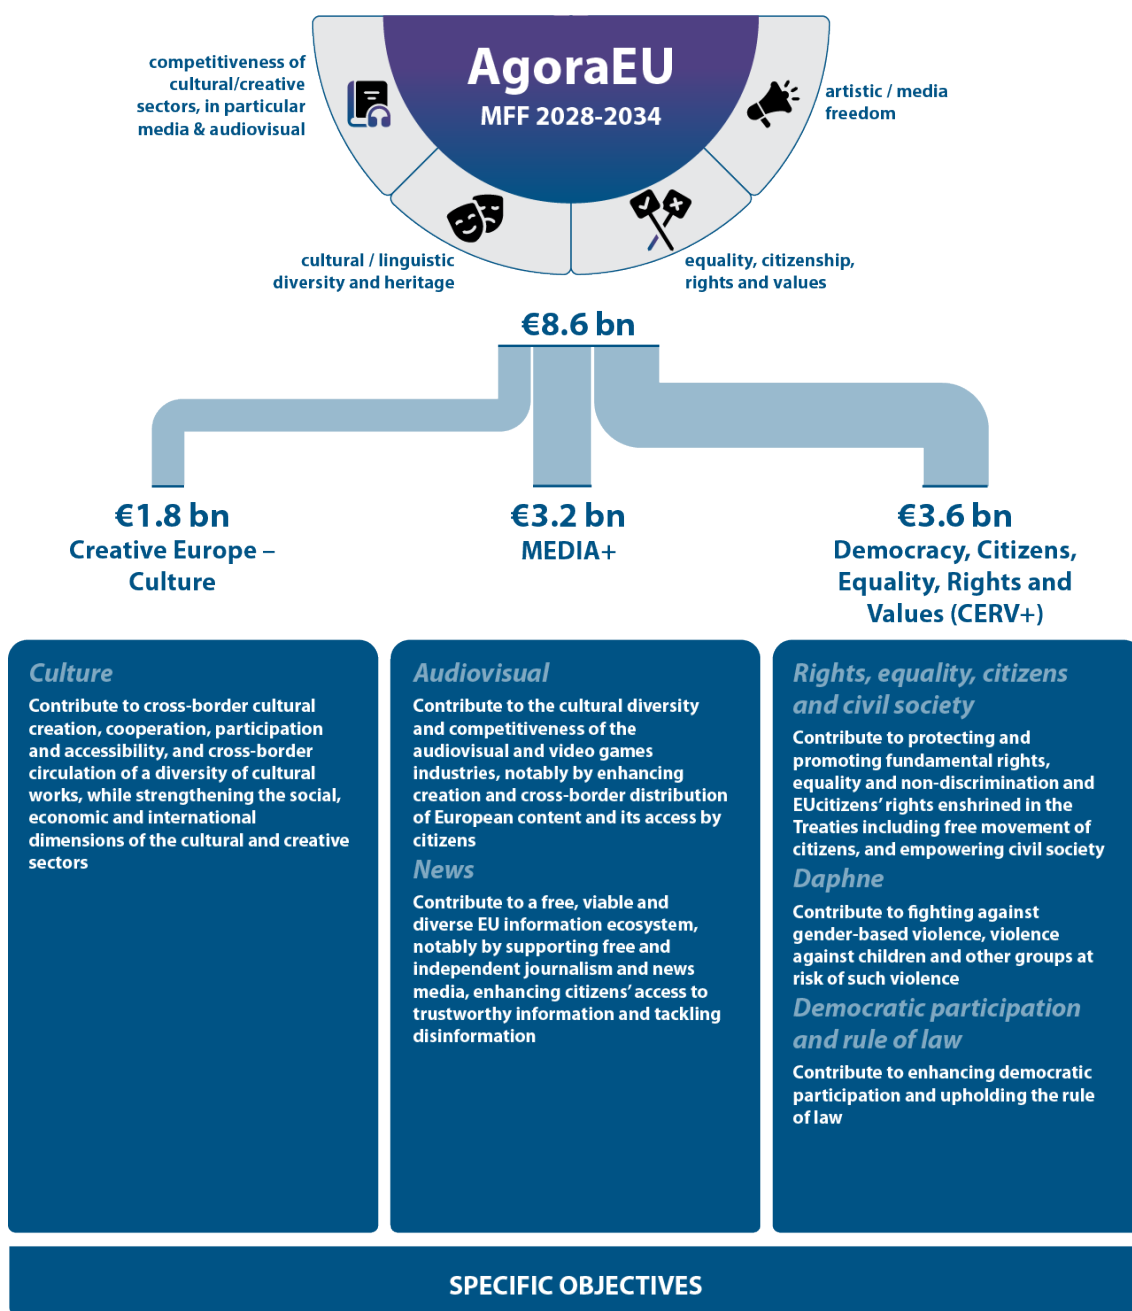 AgoraEU
MFF 2028-2034
competitiveness of
cultural/creative
sectors, in particular
media & audiovisual
artistic / media
freedom
cultural / linguistic
diversity and heritage
equality, citizenship,
rights and values
€8.6 bn
€1.8 bn
Creative Europe –
Culture
€3.2 bn
MEDIA+
€3.6 bn
Democracy, Citizens,
Equality, Rights and
Values (CERV+)
Culture
Contribute to cross-border cultural
creation, cooperation, participation
and accessibility, and cross-border
circulation of a diversity of cultural
works, while strengthening the social,
economic and international
dimensions of the cultural and creative
sectors
Audiovisual
Contribute to the cultural diversity
and competitiveness of the
audiovisual and video games
industries, notably by enhancing
creation and cross-border distribution
of European content and its access by
citizens
News
Contribute to a free, viable and
diverse EU information ecosystem,
notably by supporting free and
independent journalism and news
media, enhancing citizens’ access to
trustworthy information and tackling
disinformation
Rights, equality, citizens
and civil society
Contribute to protecting and
promoting fundamental rights,
equality and non-discrimination and
EUcitizens’ rights enshrined in the
Treaties including free movement of
citizens, and empowering civil society
Daphne
Contribute to fighting against
gender-based violence, violence
against children and other groups at
risk of such violence
Democratic participation
and rule of law
Contribute to enhancing democratic
participation and upholding the rule
of law
SPECIFIC OBJECTIVES